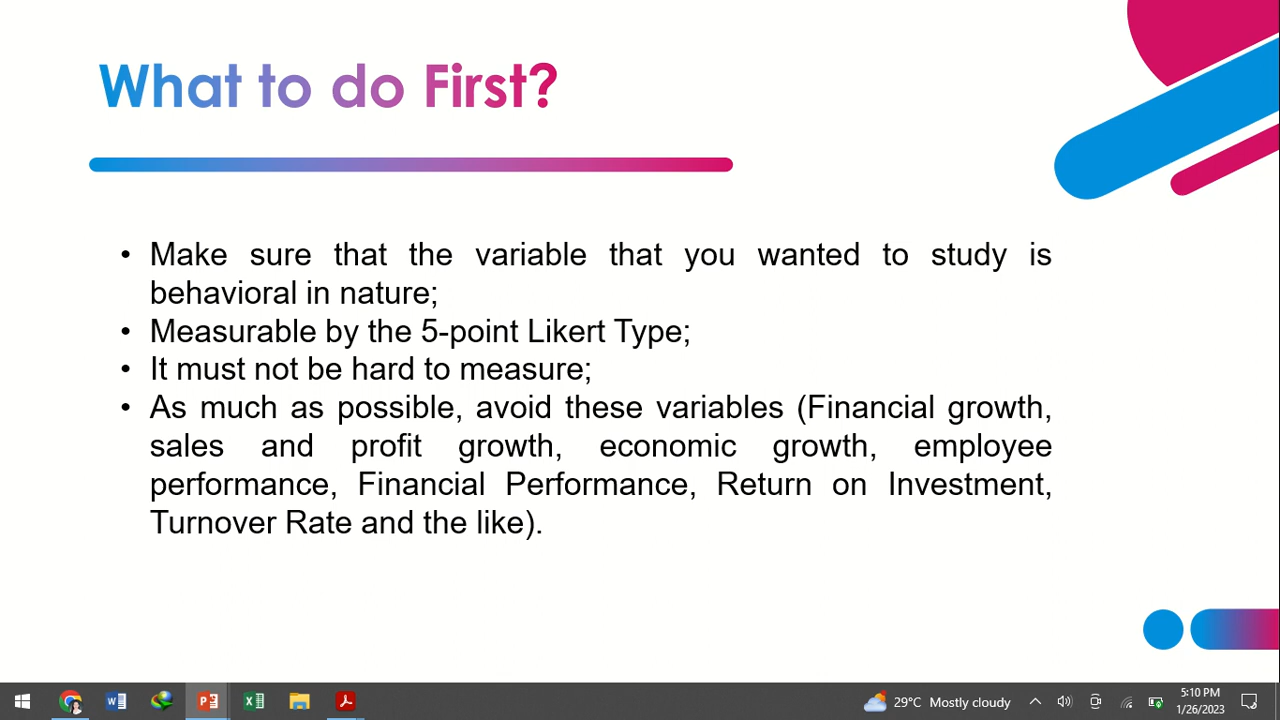 What to do First?
• Make sure that the variable that you wanted to study is
behavioral in nature;
• Measurable by the 5-point Likert Type;
• It must not be hard to measure;
• As much as possible, avoid these variables (Financial growth,
sales and profit growth, economic growth, employee
performance, Financial Performance, Return on Investment,
Turnover Rate and the like).
29°C Mostly cloudy
5:10 PM
1/26/2023